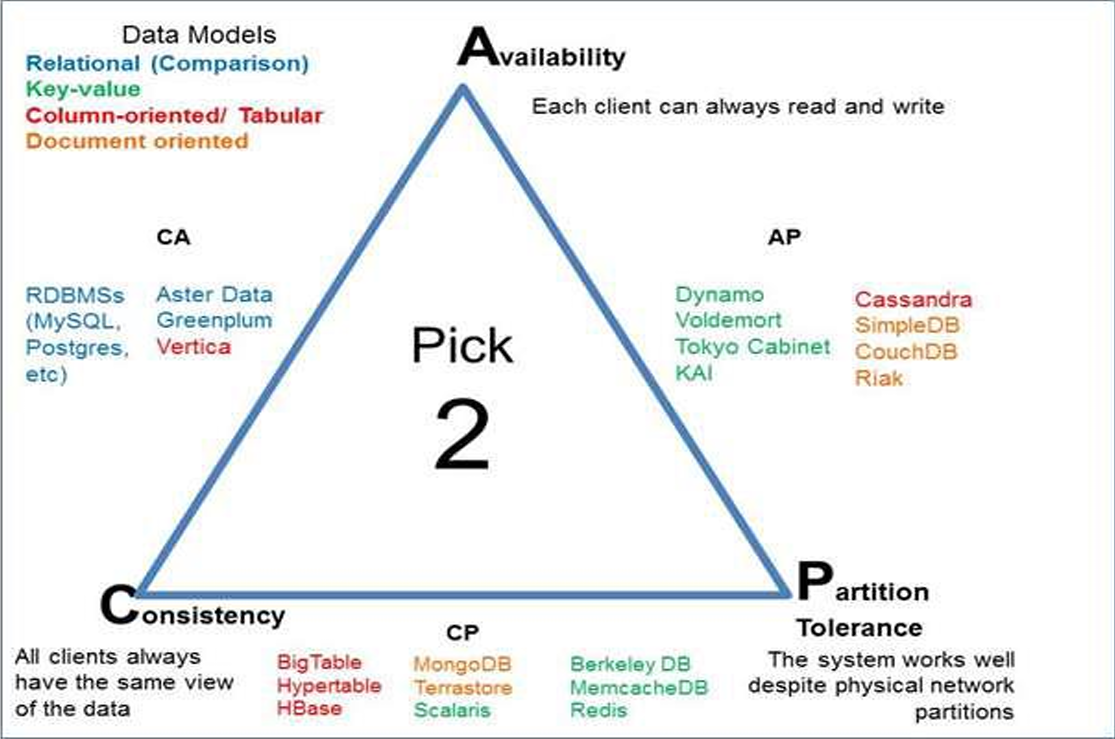 Data Models
Relational (Comparison)
Key-value
Column-oriented/ Tabular
Document oriented
Availability
Each client can always read and write
CA
RDBMSs
(MySQL,
Postgres,
etc)
Aster Data
Greenplum
Vertica
Pick
2
AP
Dynamo
Voldemort
Tokyo Cabinet
KAI
Cassandra
SimpleDB
CouchDB
Riak
Consistency
All clients always
have the same view
of the data
CP
BigTable
Hypertable
HBase
MongoDB
Terrastore
Scalaris
Berkeley DB
MemcacheDB
Redis
Partition
Tolerance
The system works well
despite physical network
partitions